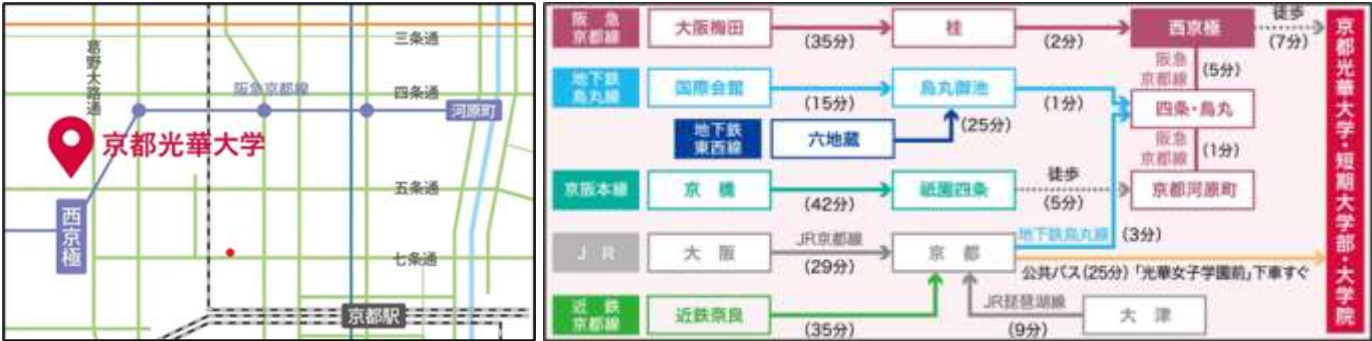 三条通
葛野大路通
阪急京都線
四条通
河原町
京都光華大学
五条通
西京極
七条通
京都駅
阪急京都線
大阪梅田
(35分)
桂
(2分)
西京極
徒歩
(7分)
阪急京都線
(5分)
地下鉄烏丸線
国際会館
(15分)
烏丸御池
(1分)
四条・烏丸
地下鉄東西線
六地蔵
(25分)
阪急京都線
(1分)
京阪本線
京橋
(42分)
祇園四条
徒歩
(5分)
京都河原町
JR
大阪
JR京都線
(29分)
京都
地下鉄烏丸線
(3分)
公共バス(25分)「光華女子学園前」下車すぐ
近鉄京都線
近鉄奈良
(35分)
JR琵琶湖線
(9分)
大津
京都光華大学・短期大学部・大学院